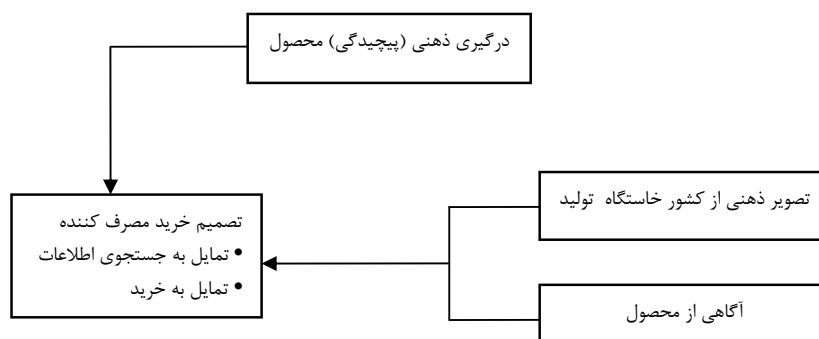 درگیری ذهنی (پیچیدگی) محصول
تصویر ذهنی از کشور خاستگاه تولید
تصمیم خرید مصرف کننده
• تمایل به جستجوی اطلاعات
• تمایل به خرید
آگاهی از محصول